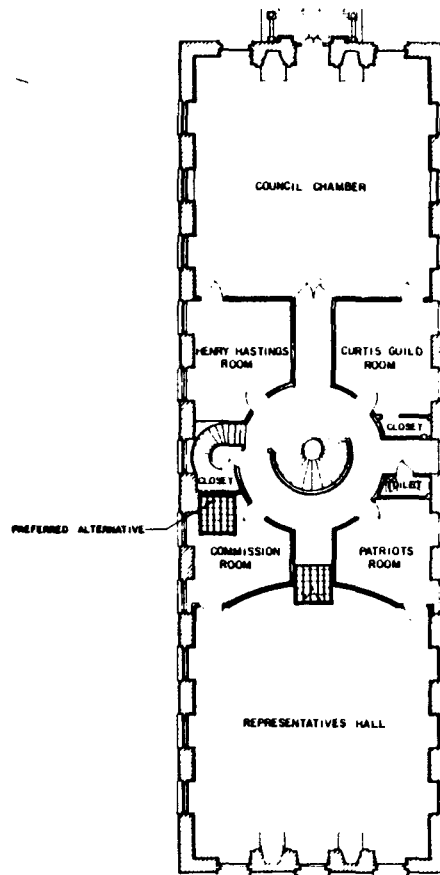 COUNCIL CHAMBER
HENRY HASTINGS
ROOM
CURTIS GUILD
ROOM
CLOSET
CLOSET
TOILET
PREFERRED ALTERNATIVE
COMMISSION
ROOM
PATRIOTS
ROOM
REPRESENTATIVES HALL